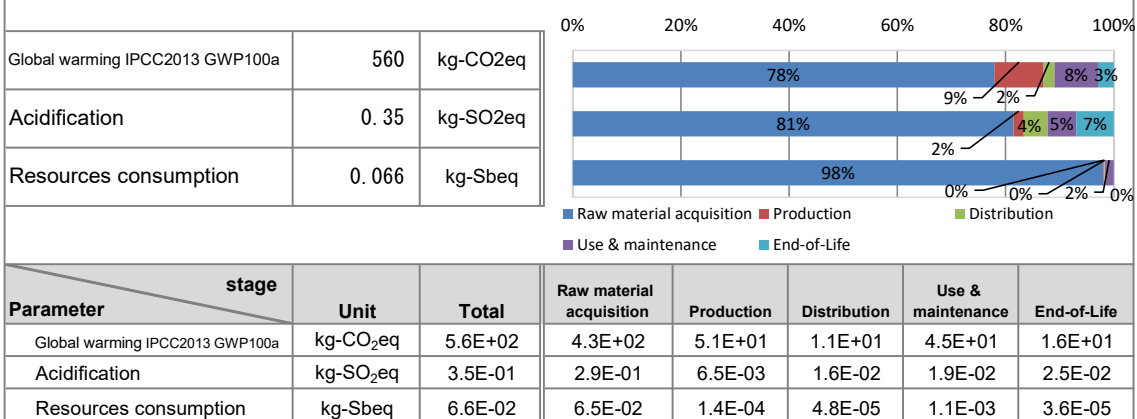 0% 20% 40% 60% 80% 100%
Global warming IPCC2013 GWP100a 560 kg-CO2eq
78% 9% 2% 8% 3%
Acidification 0.35 kg-SO2eq
81% 2% 4% 5% 7%
Resources consumption 0.066 kg-Sbeq
98% 0% 0% 2% 0%
Raw material acquisition Production Distribution
Use & maintenance End-of-Life
Parameter stage Unit Total Raw material acquisition Production Distribution Use & maintenance End-of-Life
Global warming IPCC2013 GWP100a kg-CO₂eq 5.6E+02 4.3E+02 5.1E+01 1.1E+01 4.5E+01 1.6E+01
Acidification kg-SO₂eq 3.5E-01 2.9E-01 6.5E-03 1.6E-02 1.9E-02 2.5E-02
Resources consumption kg-Sbeq 6.6E-02 6.5E-02 1.4E-04 4.8E-05 1.1E-03 3.6E-05